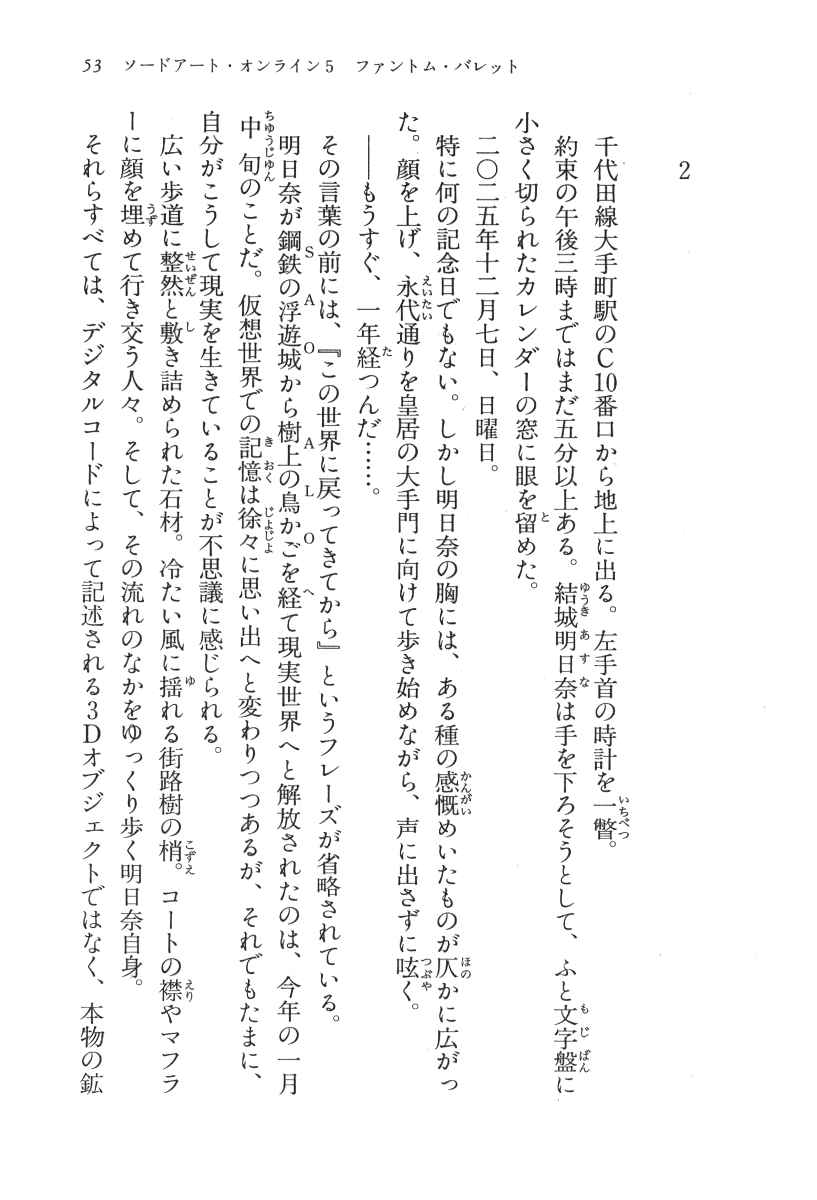 53　ソードアート・オンライン5　ファントム・バレット
2
千代田線大手町駅のC10番口から地上に出る。左手首の時計を一瞥。
約束の午後三時まではまだ五分以上ある。結城明日奈は手を下ろそうとして、ふと文字盤に
小さく切られたカレンダーの窓に眼を留めた。
二〇二五年十二月七日、日曜日。
特に何の記念日でもない。しかし明日奈の胸には、ある種の感慨めいたものが仄かに広がっ
た。顔を上げ、永代通りを皇居の大手門に向けて歩き始めながら、声に出さずに呟く。
――もうすぐ、一年経つんだ……。
その言葉の前には、『この世界に戻ってきてから』というフレーズが省略されている。
明日奈が鋼鉄の浮遊城から樹上の鳥かごを経て現実世界へと解放されたのは、今年の一月
中旬のことだ。仮想世界での記憶は徐々に思い出へと変わりつつあるが、それでもたまに、
自分がこうして現実を生きていることが不思議に感じられる。
広い歩道に整然と敷き詰められた石材。冷たい風に揺れる街路樹の梢。コートの襟やマフラ
ーに顔を埋めて行き交う人々。そして、その流れのなかをゆっくり歩く明日奈自身。
それらすべては、デジタルコードによって記述される3Dオブジェクトではなく、本物の鉱